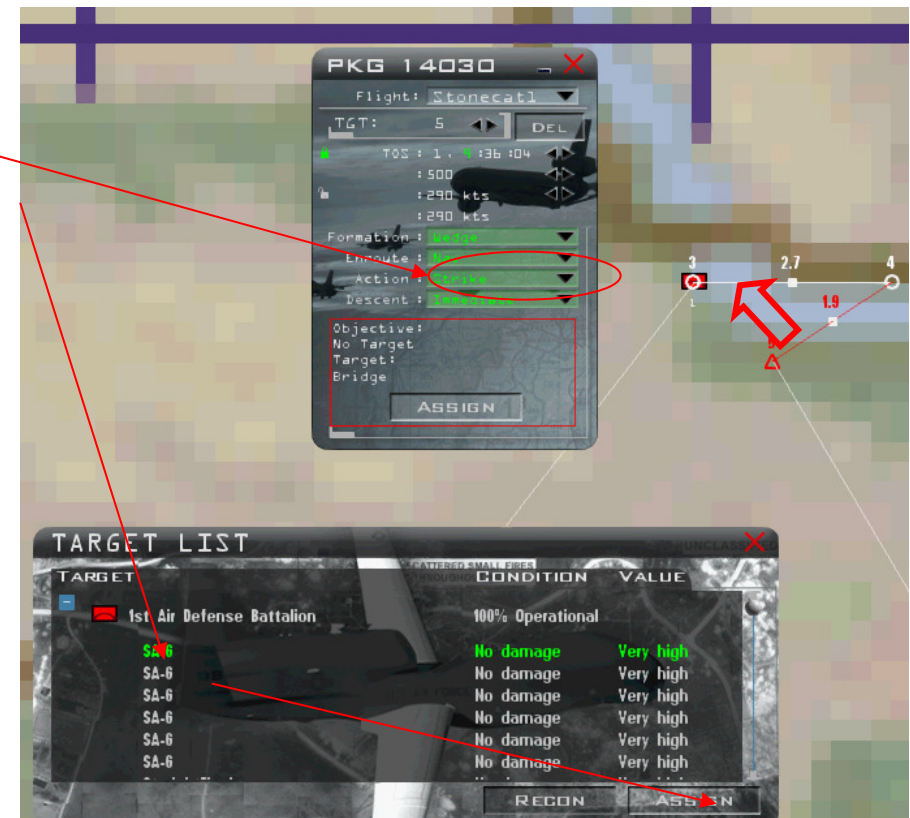 PKG 14030
Flight: Stonecat1
TGT: 5 DEL
TOS : 1, 9:36:04
: 500
: 290 kts
: 290 kts
Formation : Wedge
Enroute :
Action : Strike
Descent : Immediate
Objective:
No Target
Target:
Bridge
ASSIGN
3 2.7 4
1 1.9
TARGET LIST
TARGET CONDITION VALUE
1st Air Defense Battalion 100% Operational
SA-6 No damage Very high
SA-6 No damage Very high
SA-6 No damage Very high
SA-6 No damage Very high
SA-6 No damage Very high
SA-6 No damage Very high
RECON ASSIGN